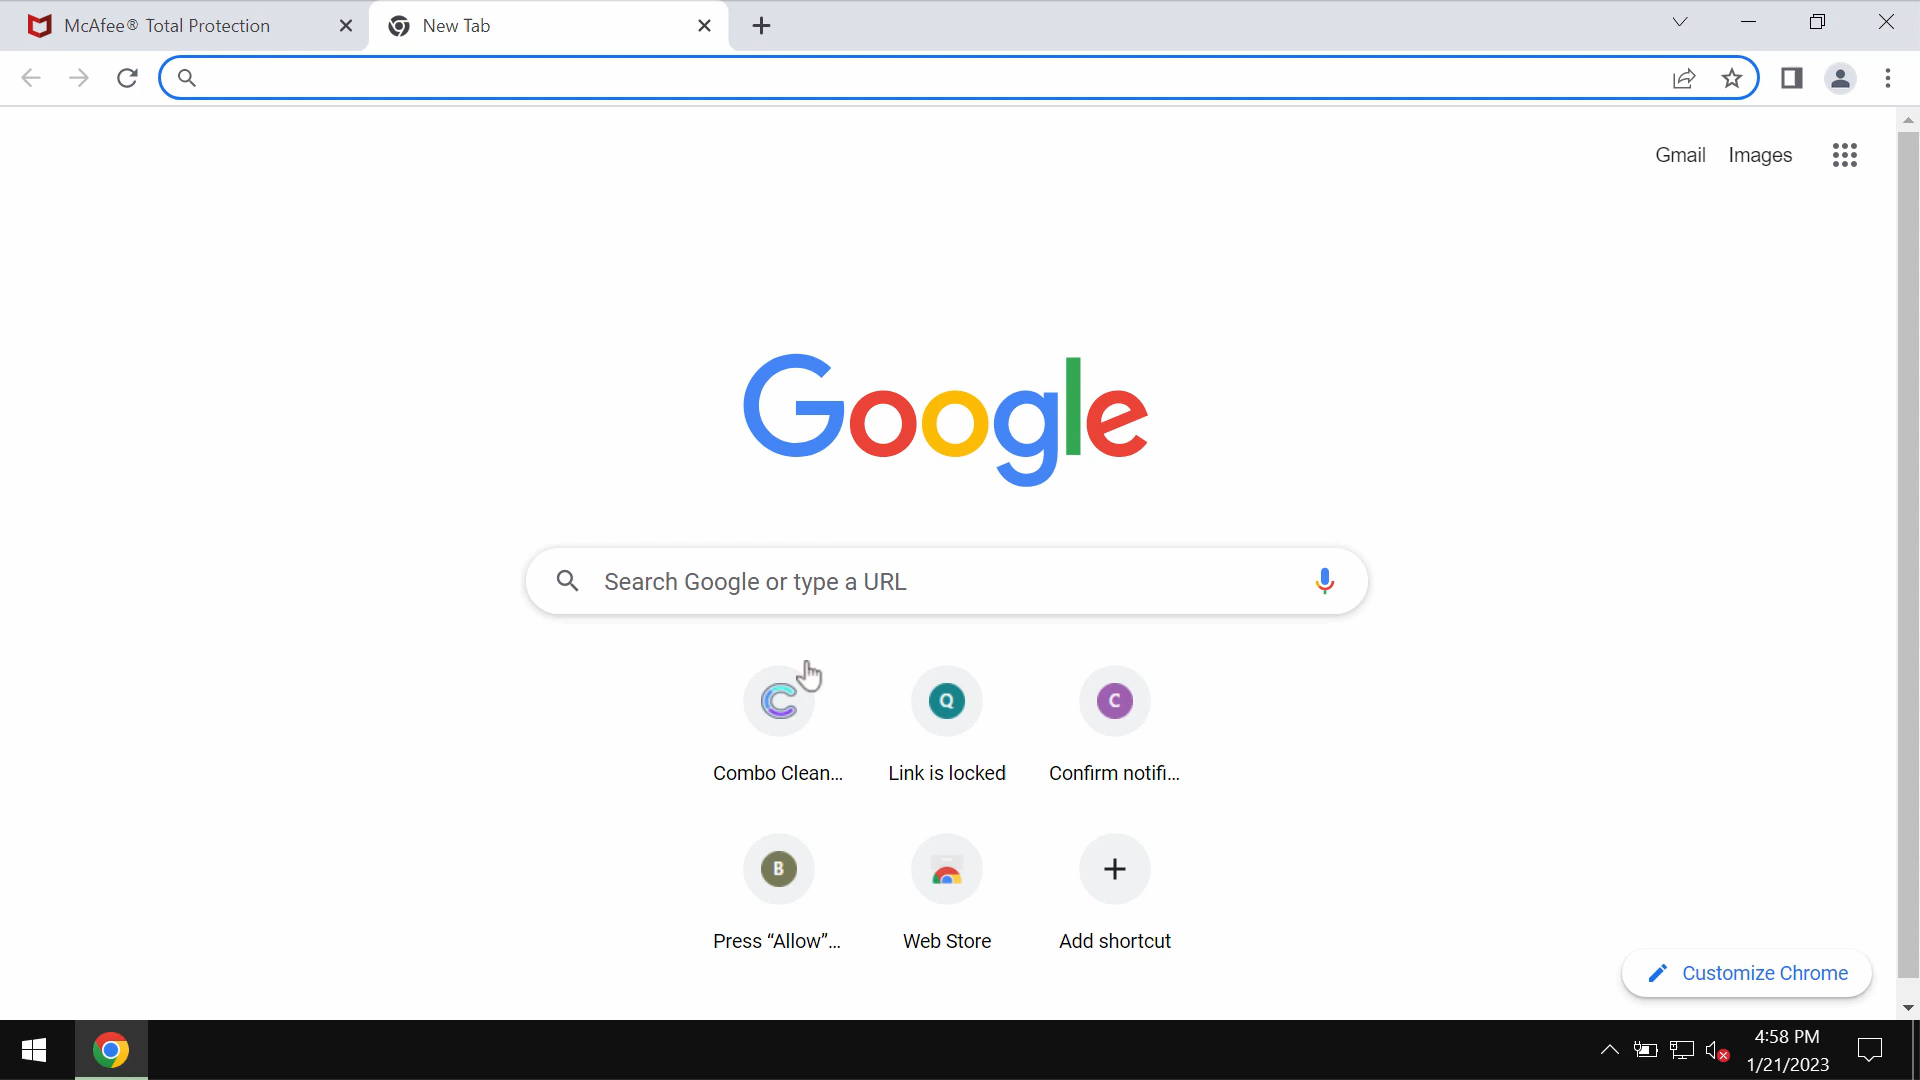 McAfee® Total Protection
New Tab
Gmail Images
Google
Search Google or type a URL
C
Q
C
Combo Clean...
Link is locked
Confirm notifi...
B
Press “Allow”...
Web Store
Add shortcut
Customize Chrome
4:58 PM
1/21/2023